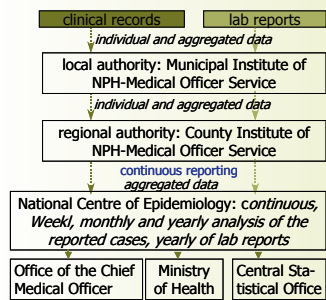 clinical records
lab reports
individual and aggregated data
local authority: Municipal Institute of
NPH-Medical Officer Service
individual and aggregated data
regional authority: County Institute of
NPH-Medical Officer Service
continuous reporting
aggregated data
National Centre of Epidemiology: continuous,
Weekl, monthly and yearly analysis of the
reported cases, yearly of lab reports
Office of the Chief
Medical Officer
Ministry
of Health
Central Sta-
tistical Office